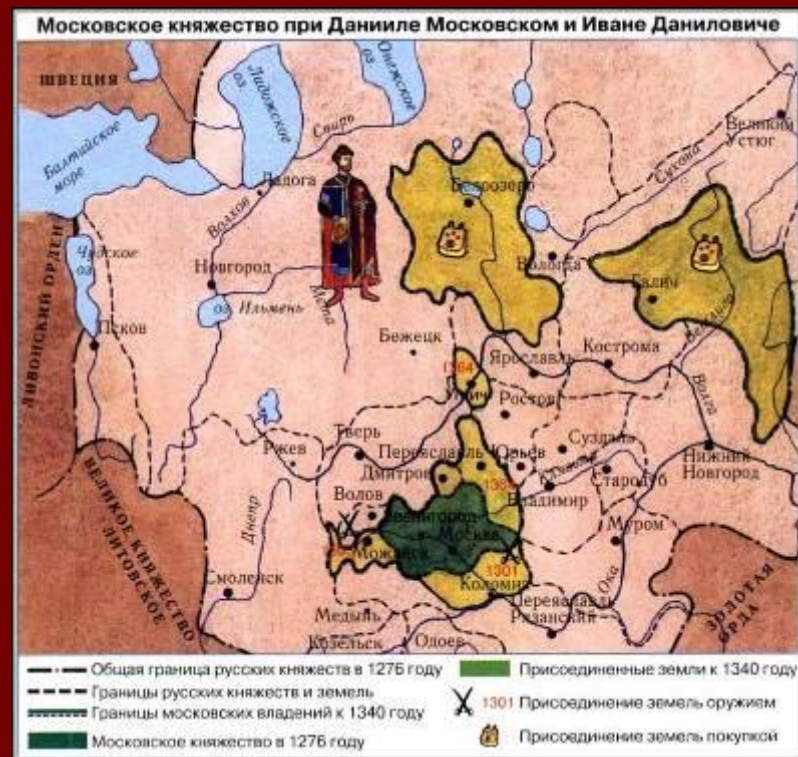 Московское княжество при Данииле Московском и Иване Даниловиче
ШВЕЦИЯ
Ладожское
оз.
Онежское
оз.
Балтийское
море
Свирь
Великий
Устюг
Сухона
Ладога
Волхов
Белоозеро
Чудское
оз.
Новгород
Вологда
оз. Ильмень
Мста
Галич
ЛИВОНСКИЙ ОРДЕН
Псков
Бежецк
Ярославль
Кострома
Волга
Углич
Ростов
Ржев
Тверь
Переяславль
Юрьев
Суздаль
Нижний
Новгород
Дмитров
Клязьма
Стародуб
Владимир
ВЕЛИКОЕ КНЯЖЕСТВО
ЛИТОВСКОЕ
Днепр
Волок
Звенигород
Москва
Можайск
Муром
1301
Коломна
Смоленск
Ока
Переяславль
Рязанский
ЗОЛОТАЯ
ОРДА
Медынь
Козельск
Одоев
Общая граница русских княжеств в 1276 году
Границы русских княжеств и земель
Границы московских владений к 1340 году
Московское княжество в 1276 году
Присоединенные земли к 1340 году
1301 Присоединение земель оружием
Присоединение земель покупкой